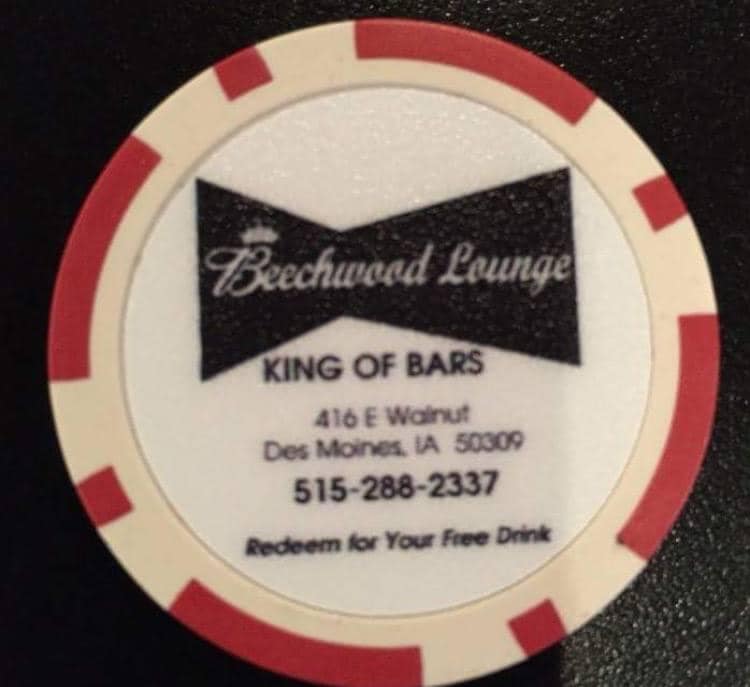 Beechwood Lounge
KING OF BARS
416 E Walnut
Des Moines, IA 50309
515-288-2337
Redeem for Your Free Drink